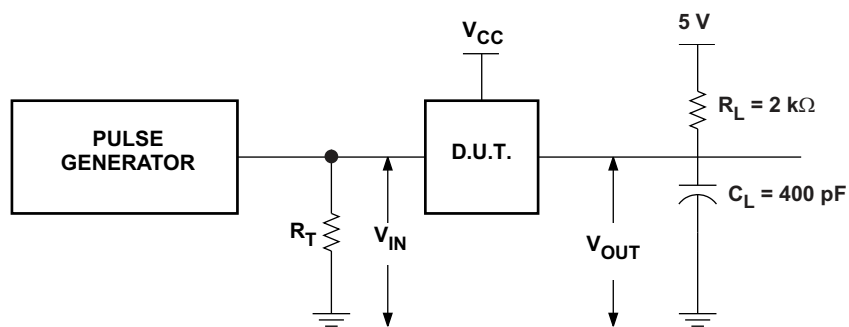 V_CC
5 V
R_L = 2 kΩ
PULSE
GENERATOR
D.U.T.
C_L = 400 pF
R_T
V_IN
V_OUT